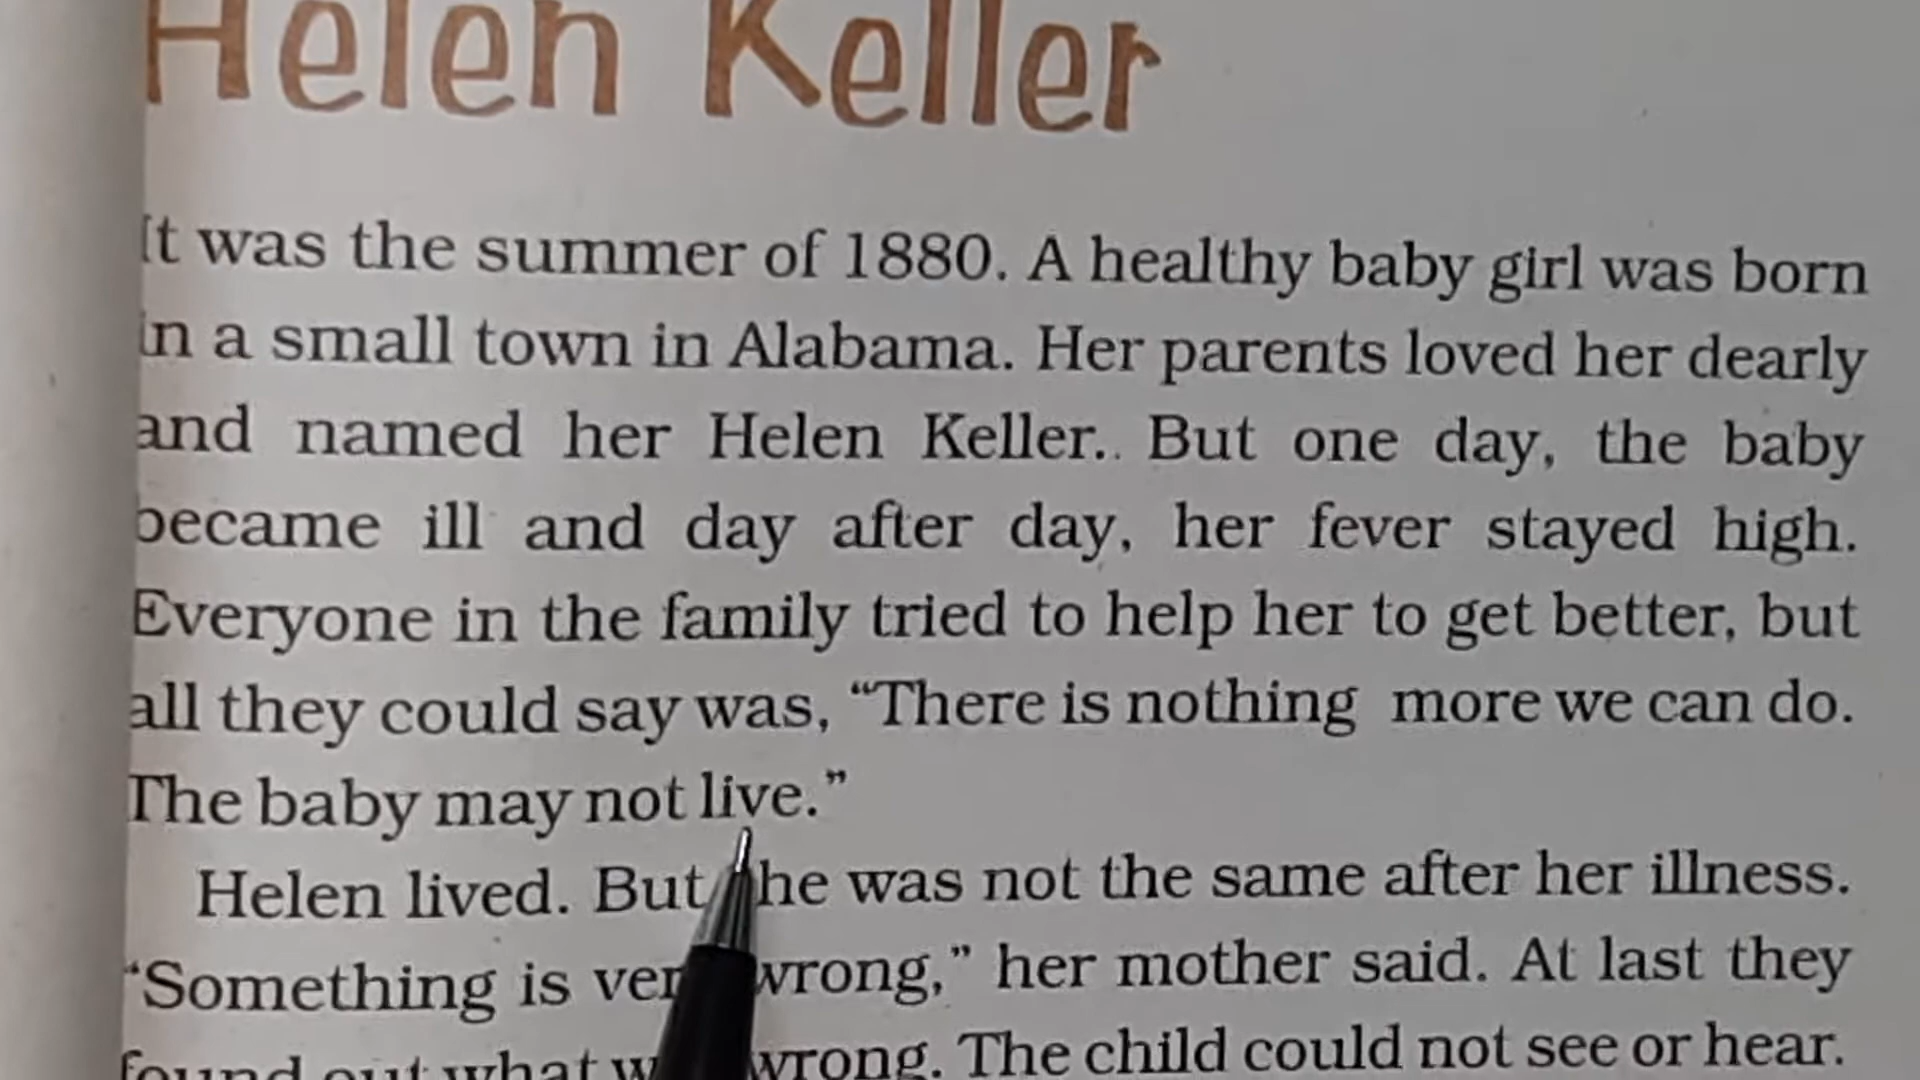 Helen Keller
It was the summer of 1880. A healthy baby girl was born
in a small town in Alabama. Her parents loved her dearly
and named her Helen Keller.. But one day, the baby
became ill and day after day, her fever stayed high.
Everyone in the family tried to help her to get better, but
all they could say was, “There is nothing more we can do.
The baby may not live.”
Helen lived. But he was not the same after her illness.
“Something is ver wrong,” her mother said. At last they
found out what w wrong. The child could not see or hear.